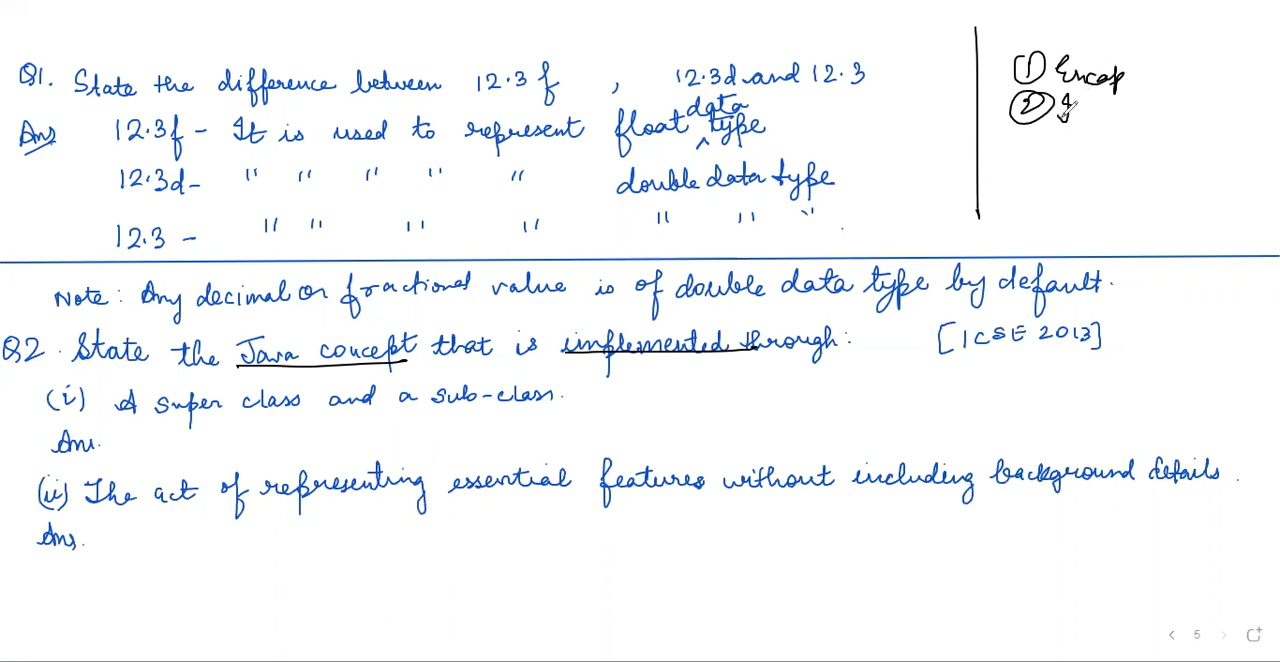 Q1. State the difference between 12.3f , 12.3d and 12.3
Ans 12.3f - It is used to represent float data type
12.3d - " " " " " double data type
12.3 - " " " " " " " .
① Encap
②
Note: Any decimal or fractional value is of double data type by default.
Q2. State the Java concept that is implemented through: [ICSE 2013]
(i) A super class and a sub-class.
Ans.
(ii) The act of representing essential features without including background details.
Ans.
< 5 >